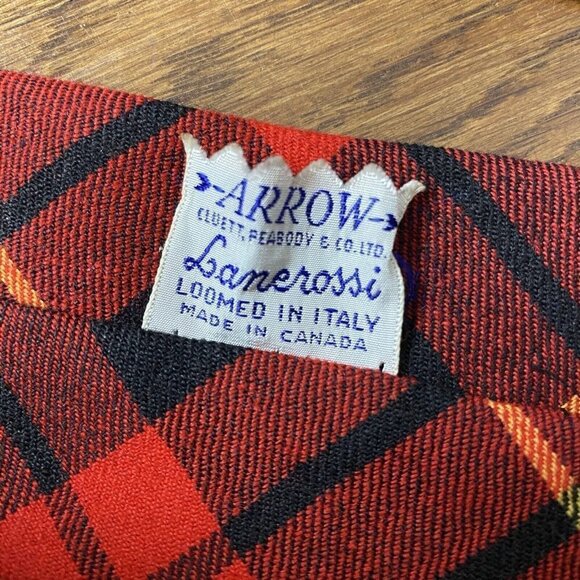 ARROW
CLUETT, PEABODY & CO. LTD.
Lanerossi
LOOMED IN ITALY
MADE IN CANADA